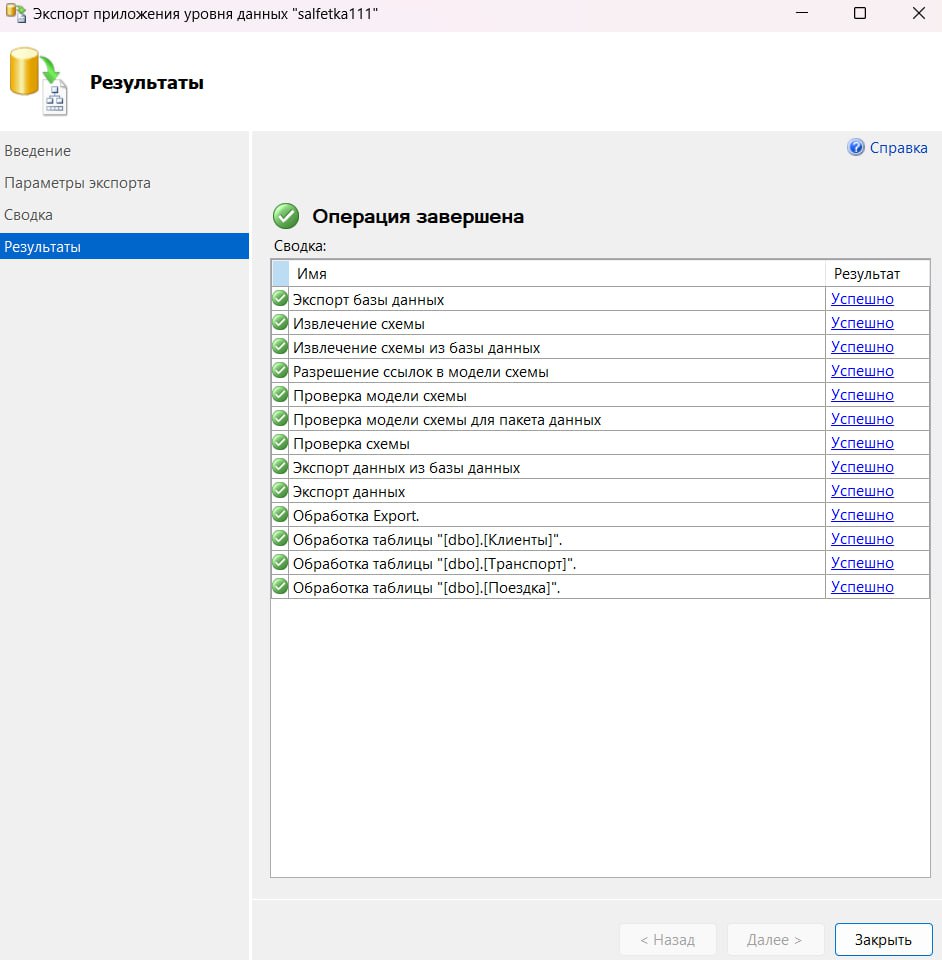 Экспорт приложения уровня данных "salfetka111"
Результаты
Введение
Параметры экспорта
Сводка
Результаты
Справка
Операция завершена
Сводка:
Имя Результат
Экспорт базы данных Успешно
Извлечение схемы Успешно
Извлечение схемы из базы данных Успешно
Разрешение ссылок в модели схемы Успешно
Проверка модели схемы Успешно
Проверка модели схемы для пакета данных Успешно
Проверка схемы Успешно
Экспорт данных из базы данных Успешно
Экспорт данных Успешно
Обработка Export. Успешно
Обработка таблицы "[dbo].[Клиенты]". Успешно
Обработка таблицы "[dbo].[Транспорт]". Успешно
Обработка таблицы "[dbo].[Поездка]". Успешно
< Назад Далее > Закрыть